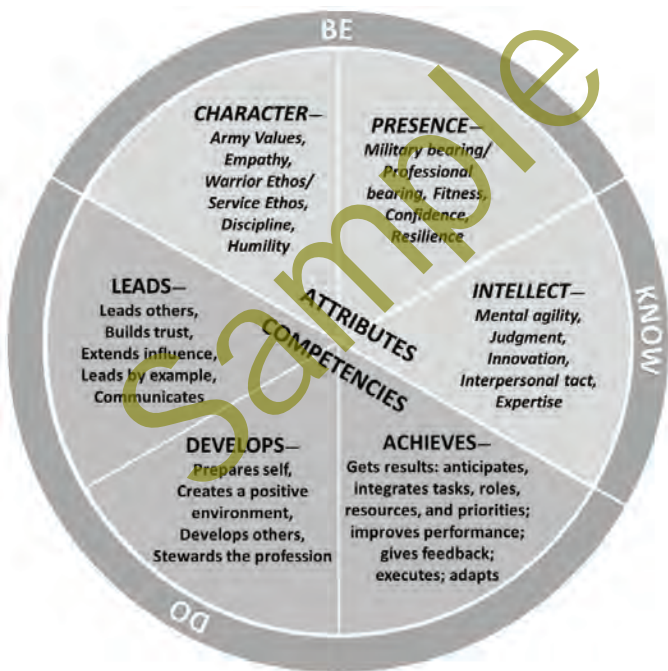 BE
CHARACTER—
Army Values,
Empathy,
Warrior Ethos/
Service Ethos,
Discipline,
Humility
PRESENCE—
Military bearing/
Professional
bearing, Fitness,
Confidence,
Resilience
LEADS—
Leads others,
Builds trust,
Extends influence,
Leads by example,
Communicates
ATTRIBUTES
COMPETENCIES
INTELLECT—
Mental agility,
Judgment,
Innovation,
Interpersonal tact,
Expertise
KNOW
DEVELOPS—
Prepares self,
Creates a positive
environment,
Develops others,
Stewards the profession
ACHIEVES—
Gets results: anticipates,
integrates tasks, roles,
resources, and priorities;
improves performance;
gives feedback;
executes; adapts
DO
Sample